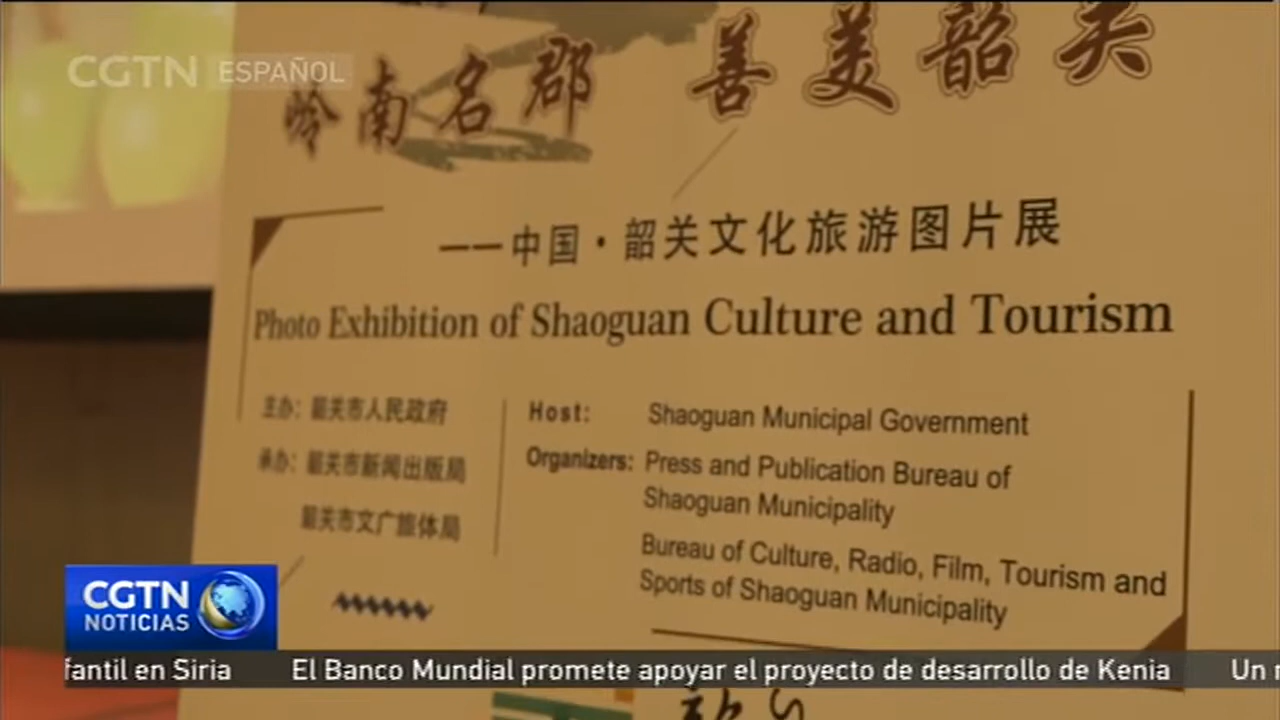 CGTN ESPAÑOL
岭南名郡 善美韶关
——中国·韶关文化旅游图片展
Photo Exhibition of Shaoguan Culture and Tourism
主办：韶关市人民政府
承办：韶关市新闻出版局
韶关市文广旅体局
Host: Shaoguan Municipal Government
Organizers: Press and Publication Bureau of
Shaoguan Municipality
Bureau of Culture, Radio, Film, Tourism and
Sports of Shaoguan Municipality
CGTN
NOTICIAS
fantil en Siria El Banco Mundial promete apoyar el proyecto de desarrollo de Kenia Un